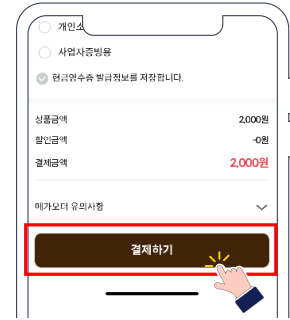 개인소
사업자증빙용
현금영수증 발급정보를 저장합니다.
상품금액 2,000원
할인금액 -0원
결제금액 2,000원
메가오더 유의사항
결제하기